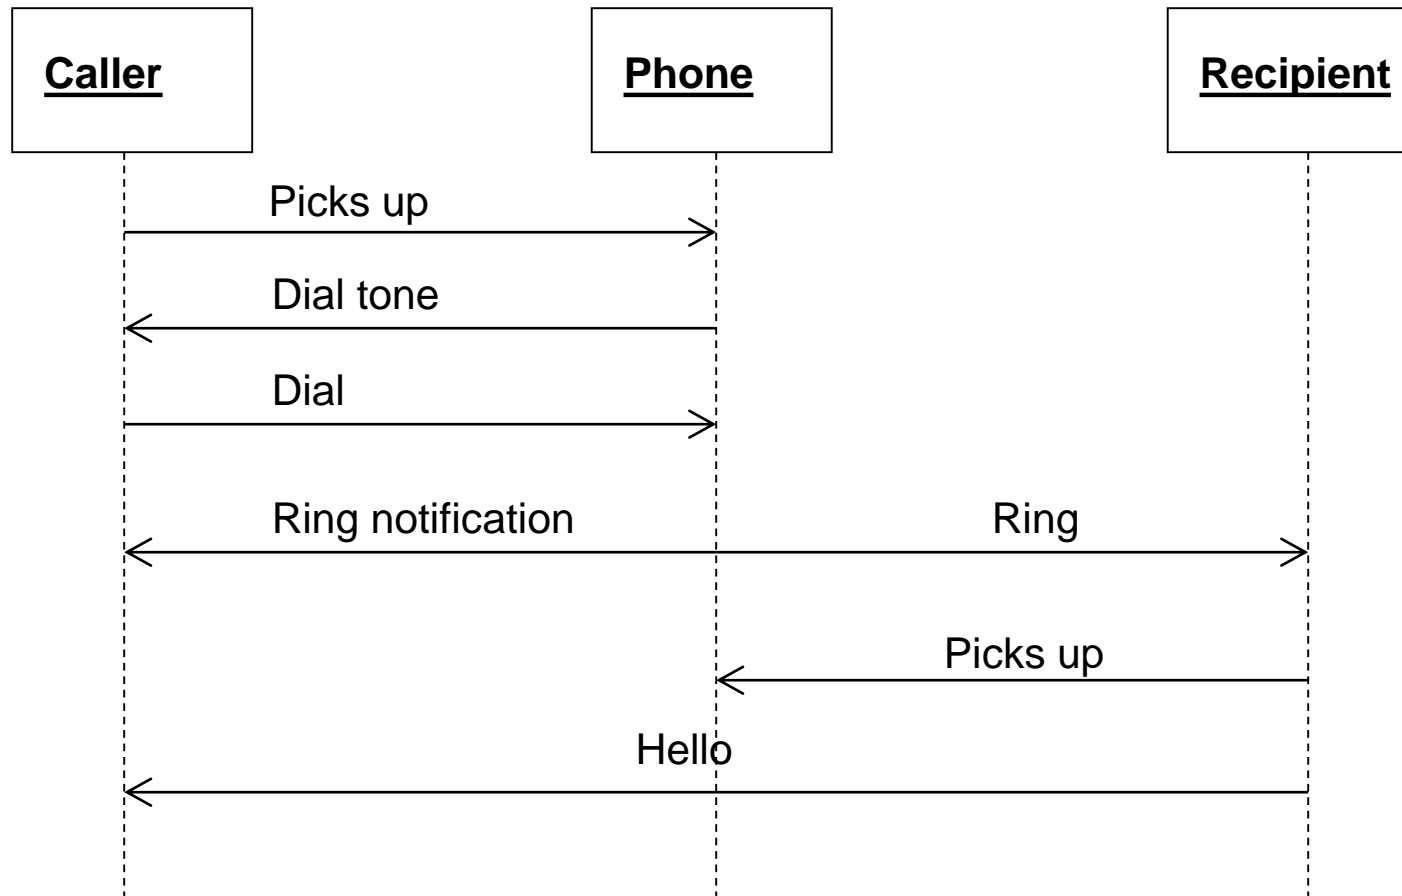 Caller
Phone
Recipient
Picks up
Dial tone
Dial
Ring notification
Ring
Picks up
Hello